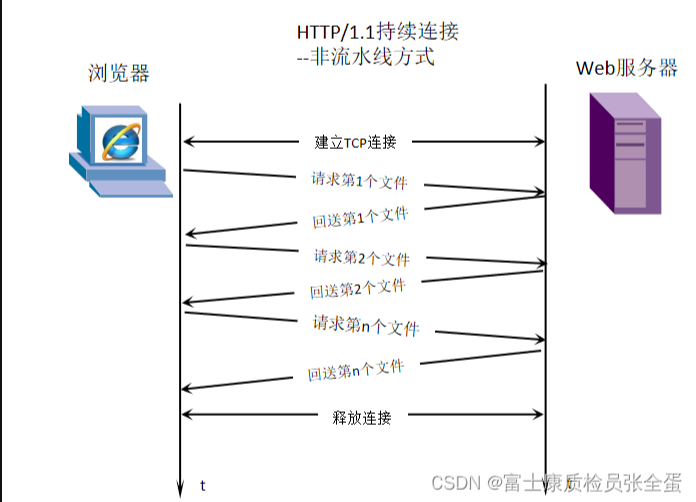 HTTP/1.1持续连接
--非流水线方式
浏览器
Web服务器
建立TCP连接
请求第1个文件
回送第1个文件
请求第2个文件
回送第2个文件
请求第n个文件
回送第n个文件
释放连接
t
t
CSDN @富士康质检员张全蛋